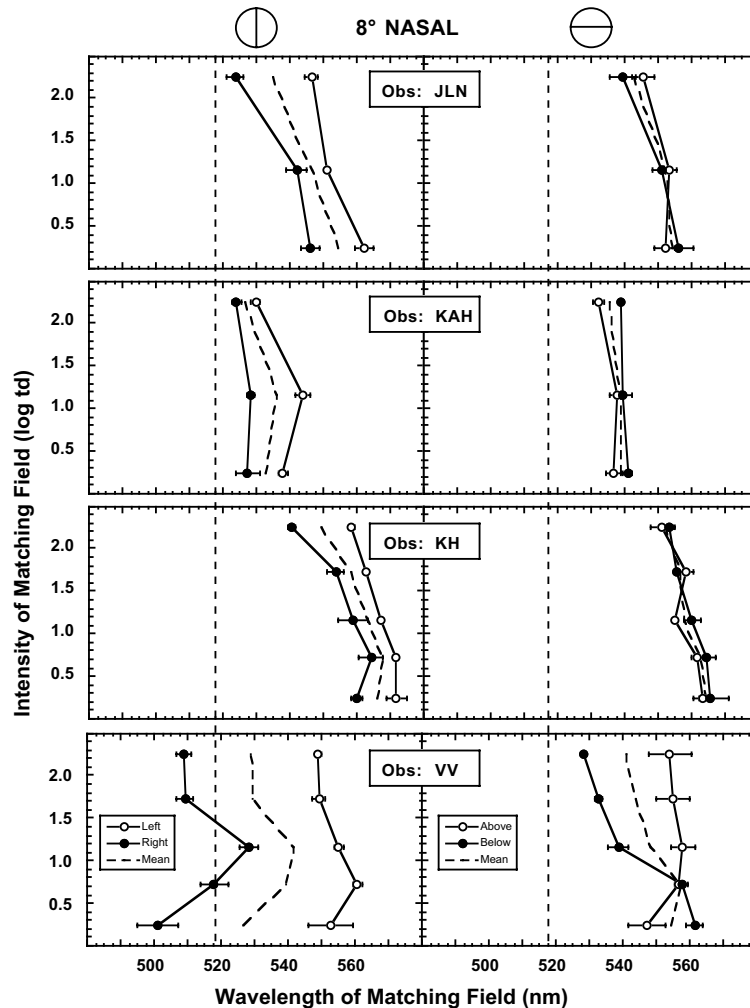 8° NASAL
Intensity of Matching Field (log td)
2.0
1.5
1.0
0.5
Obs: JLN
2.0
1.5
1.0
0.5
Obs: KAH
2.0
1.5
1.0
0.5
Obs: KH
2.0
1.5
1.0
0.5
Obs: VV
Left
Right
Mean
Above
Below
Mean
500 520 540 560 500 520 540 560
Wavelength of Matching Field (nm)